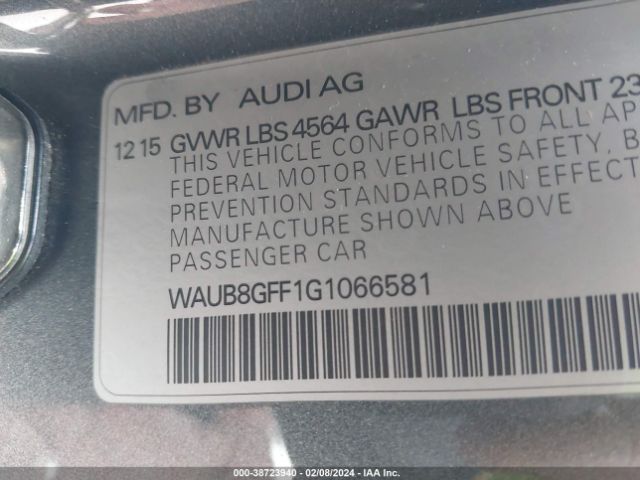 MFD. BY AUDI AG
12 15 GVWR LBS 4564 GAWR LBS FRONT 23
THIS VEHICLE CONFORMS TO ALL AP
FEDERAL MOTOR VEHICLE SAFETY, B
PREVENTION STANDARDS IN EFFECT
MANUFACTURE SHOWN ABOVE
PASSENGER CAR
WAUB8GFF1G1066581
000-38723940 - 02/08/2024 - IAA Inc.